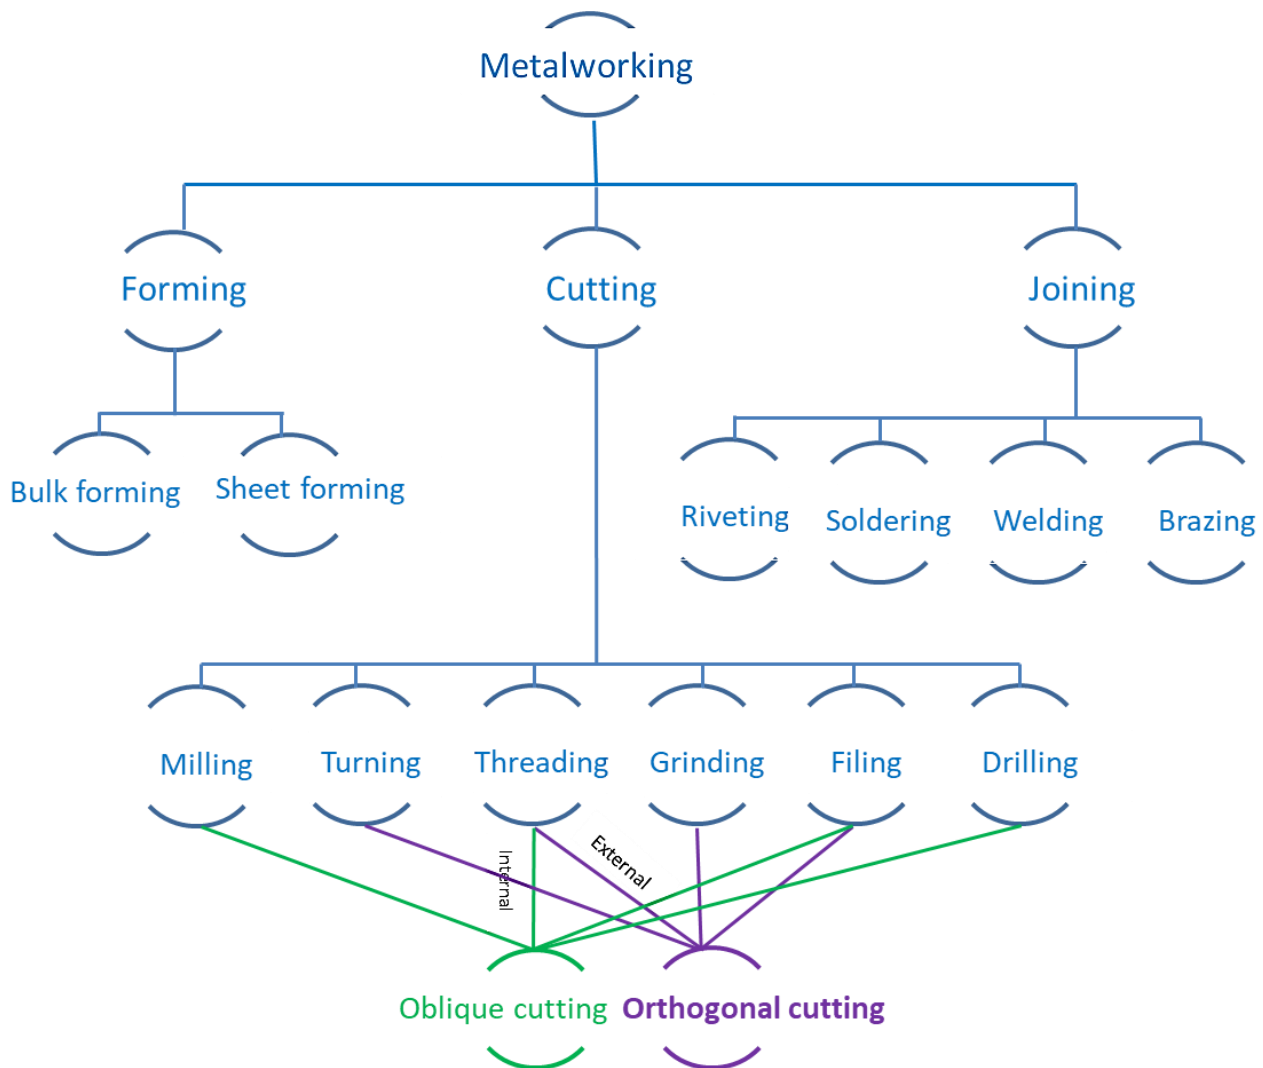 Metalworking
Forming
Cutting
Joining
Bulk forming
Sheet forming
Riveting
Soldering
Welding
Brazing
Milling
Turning
Threading
Grinding
Filing
Drilling
Internal
External
Oblique cutting
Orthogonal cutting